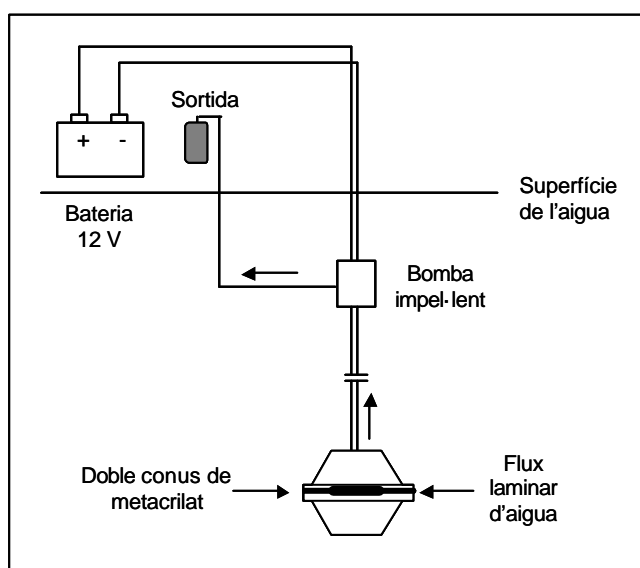 Sortida
+ -
Bateria
12 V
Superfície
de l'aigua
Bomba
impel·lent
Doble conus de
metacrilat
Flux
laminar
d'aigua